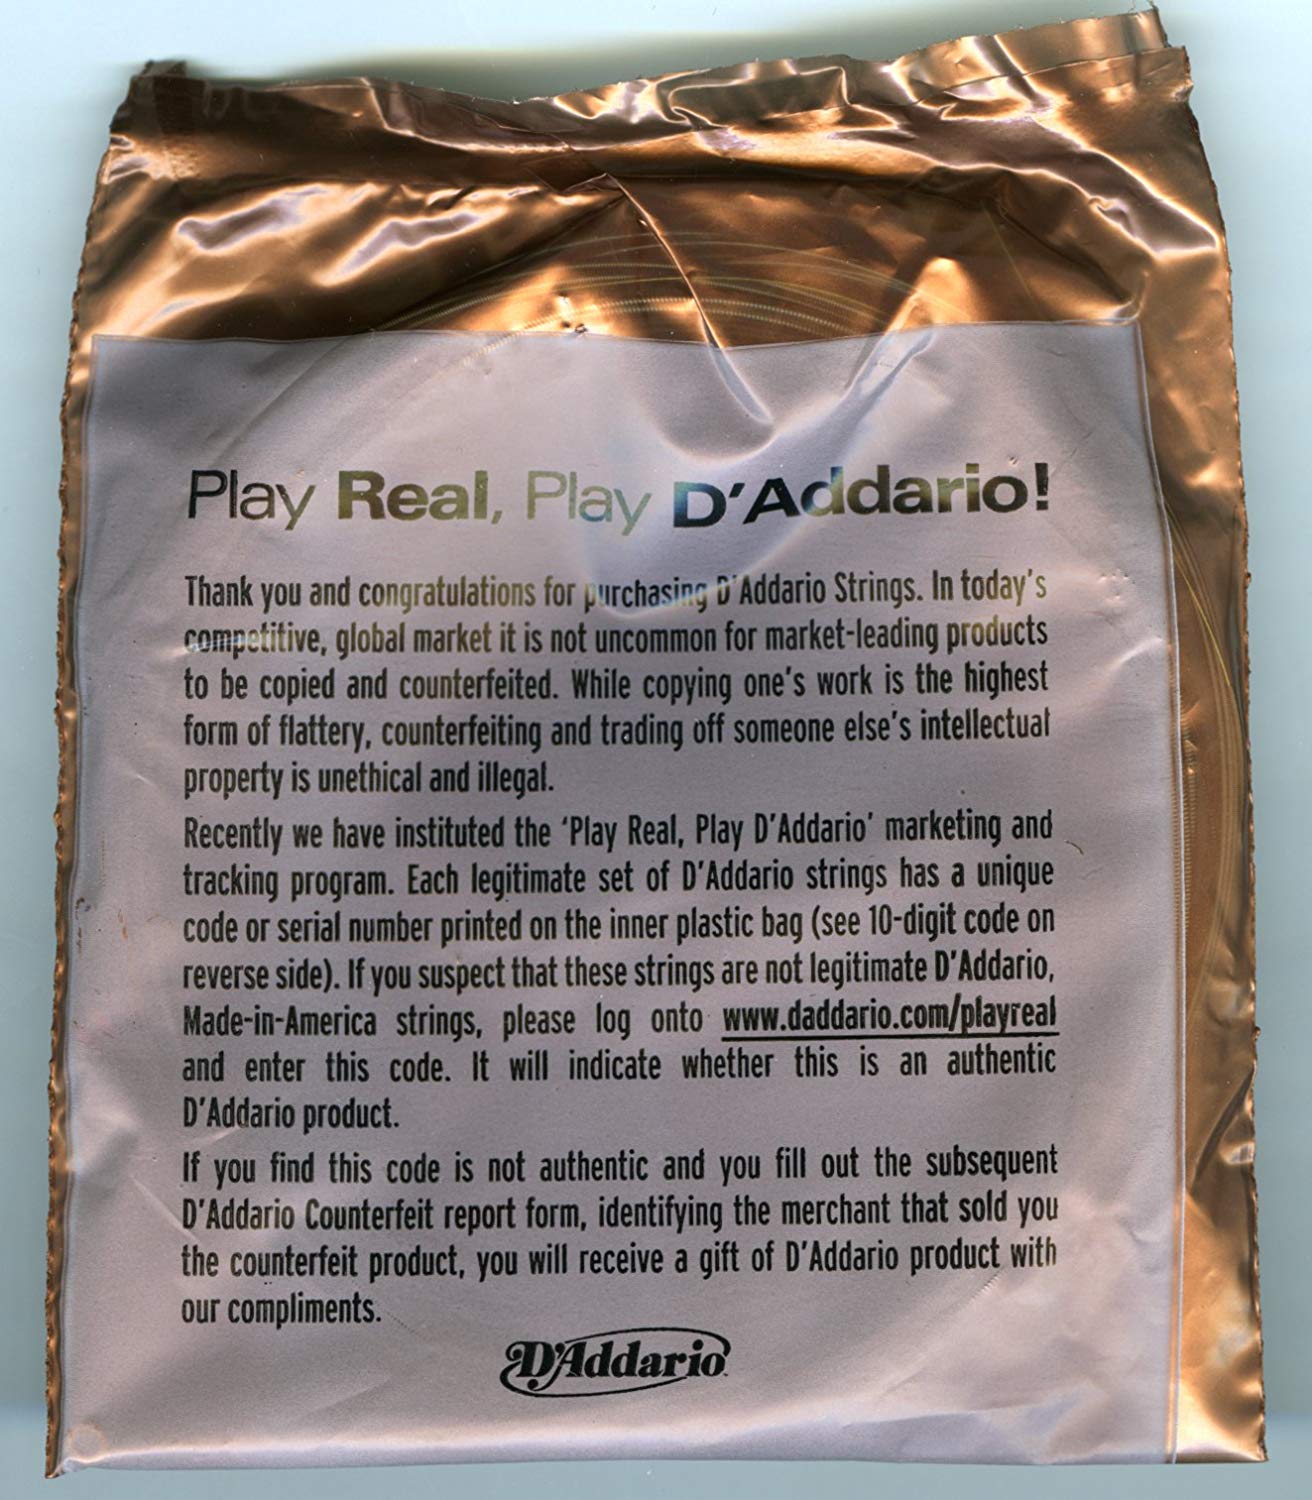 Play Real, Play D'Addario!
Thank you and congratulations for purchasing D'Addario Strings. In today's
competitive, global market it is not uncommon for market-leading products
to be copied and counterfeited. While copying one's work is the highest
form of flattery, counterfeiting and trading off someone else's intellectual
property is unethical and illegal.
Recently we have instituted the 'Play Real, Play D'Addario' marketing and
tracking program. Each legitimate set of D'Addario strings has a unique
code or serial number printed on the inner plastic bag (see 10-digit code on
reverse side). If you suspect that these strings are not legitimate D'Addario,
Made-in-America strings, please log onto www.daddario.com/playreal
and enter this code. It will indicate whether this is an authentic
D'Addario product.
If you find this code is not authentic and you fill out the subsequent
D'Addario Counterfeit report form, identifying the merchant that sold you
the counterfeit product, you will receive a gift of D'Addario product with
our compliments.
D'Addario